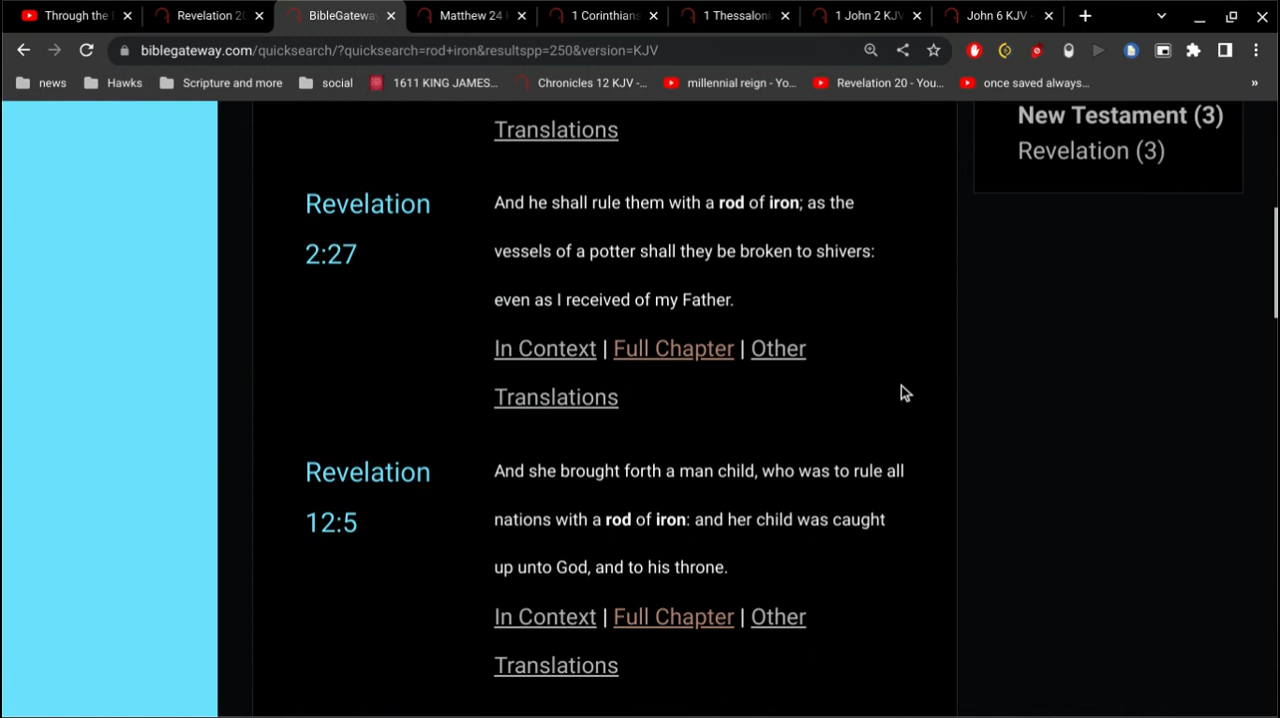 Through the
Revelation 20
BibleGateway
Matthew 24
1 Corinthians
1 Thessaloni
1 John 2 KJV
John 6 KJV -
biblegateway.com/quicksearch/?quicksearch=rod+iron&resultspp=250&version=KJV
news
Hawks
Scripture and more
social
1611 KING JAMES...
Chronicles 12 KJV -...
millennial reign - Yo...
Revelation 20 - You...
once saved always...
»
New Testament (3)
Revelation (3)
Translations
Revelation
2:27
And he shall rule them with a rod of iron; as the
vessels of a potter shall they be broken to shivers:
even as I received of my Father.
In Context | Full Chapter | Other
Translations
Revelation
12:5
And she brought forth a man child, who was to rule all
nations with a rod of iron: and her child was caught
up unto God, and to his throne.
In Context | Full Chapter | Other
Translations